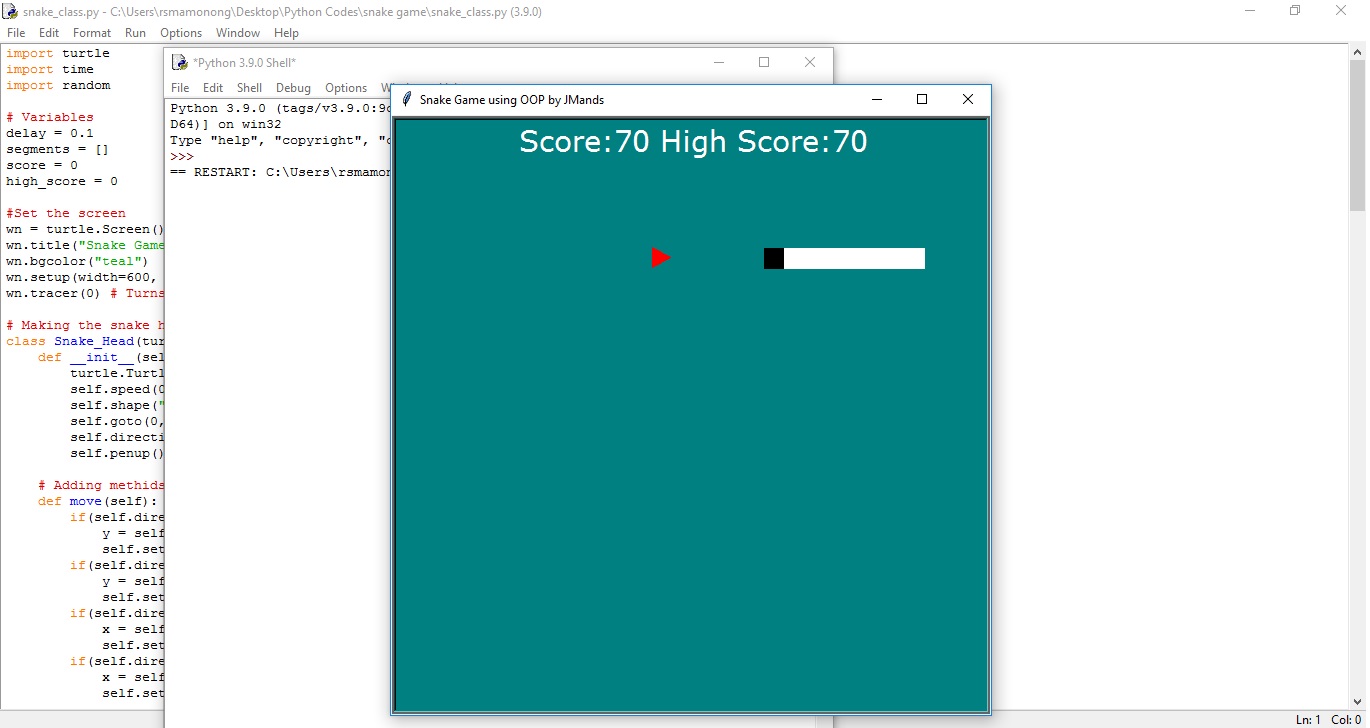 snake_class.py - C:\Users\rsmamonong\Desktop\Python Codes\snake game\snake_class.py (3.9.0)
File Edit Format Run Options Window Help
import turtle
import time
import random
# Variables
delay = 0.1
segments = []
score = 0
high_score = 0
#Set the screen
wn = turtle.Screen()
wn.title("Snake Game
wn.bgcolor("teal")
wn.setup(width=600,
wn.tracer(0) # Turns
# Making the snake h
class Snake_Head(tur
def __init__(sel
turtle.Turtl
self.speed(0
self.shape("
self.goto(0,
self.directi
self.penup()
# Adding methids
def move(self):
if(self.dire
y = self
self.set
if(self.dire
y = self
self.set
if(self.dire
x = self
self.set
if(self.dire
x = self
self.set
*Python 3.9.0 Shell*
File Edit Shell Debug Options
Python 3.9.0 (tags/v3.9.0:9c
D64)] on win32
Type "help", "copyright", "c
>>>
== RESTART: C:\Users\rsmamon
Snake Game using OOP by JMands
Score:70 High Score:70
Ln: 1 Col: 0